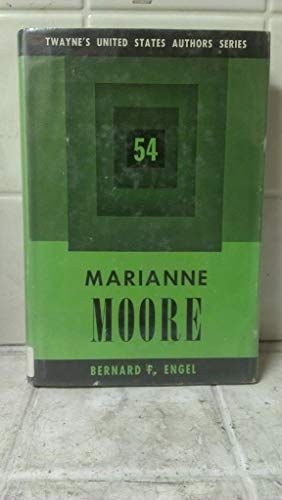 TWAYNE'S UNITED STATES AUTHORS SERIES
54
MARIANNE
MOORE
BERNARD F. ENGEL